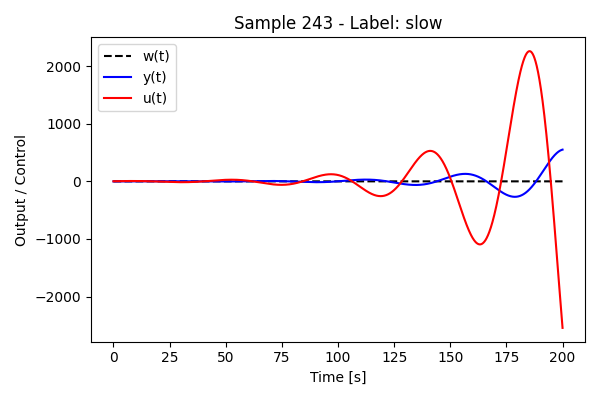 Sample 243 - Label: slow
w(t)
y(t)
u(t)
Output / Control
2000
1000
0
−1000
−2000
0 25 50 75 100 125 150 175 200
Time [s]